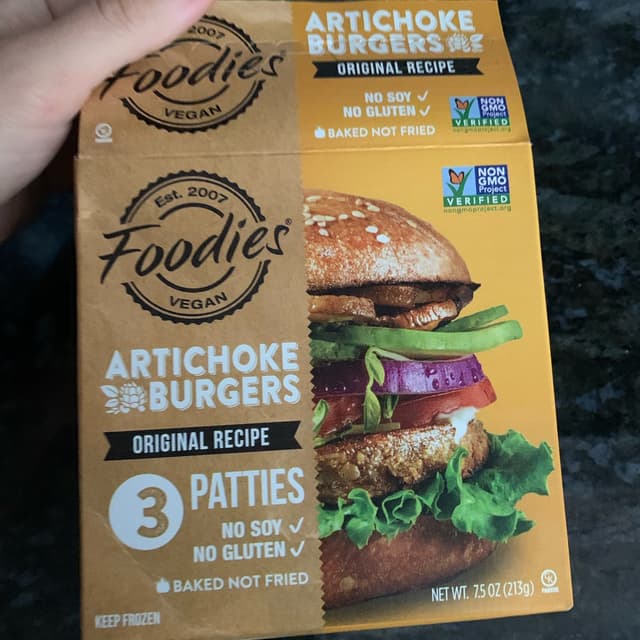 2007
Foodies
VEGAN
ARTICHOKE
BURGERS
ORIGINAL RECIPE
NO SOY ✓
NO GLUTEN ✓
BAKED NOT FRIED
NON
GMO
Project
VERIFIED
nongmoproject.org
Est. 2007
Foodies®
VEGAN
NON
GMO
Project
VERIFIED
nongmoproject.org
ARTICHOKE
BURGERS
ORIGINAL RECIPE
3 PATTIES
NO SOY ✓
NO GLUTEN ✓
BAKED NOT FRIED
KEEP FROZEN
NET WT. 7.5 OZ (213g)